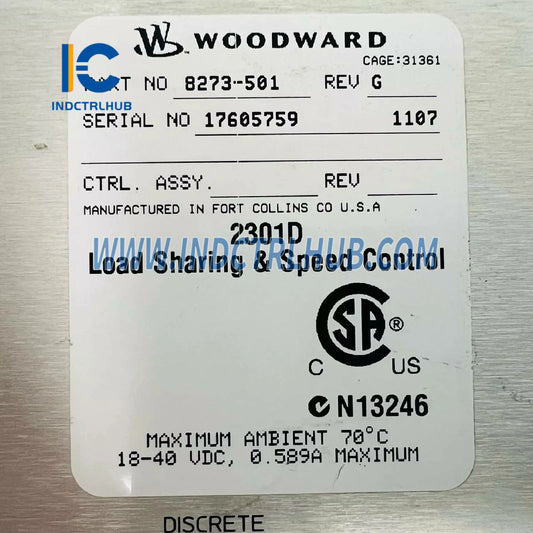 WOODWARD
CAGE:31361
IC
INDCTRLHUB
PART NO 8273-501 REV G
SERIAL NO 17605759 1107
CTRL. ASSY. REV
MANUFACTURED IN FORT COLLINS CO U.S.A
2301D
WWW.INDCTRLHUB.COM
Load Sharing & Speed Control
CSA ®
C US
N13246
MAXIMUM AMBIENT 70°C
18-40 VDC, 0.589A MAXIMUM
DISCRETE